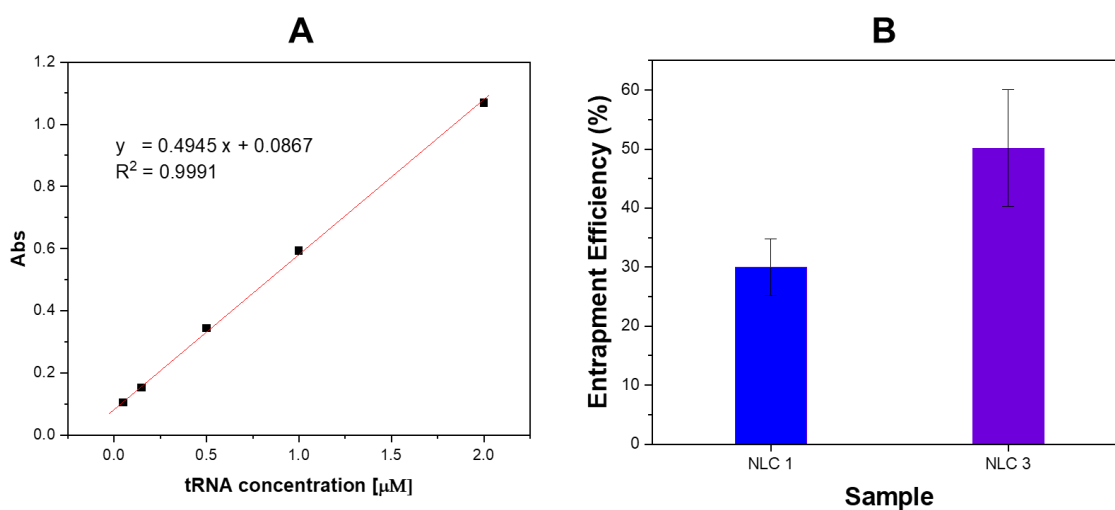 A
1.2
1.0
0.8
0.6
0.4
0.2
0.0
Abs
y = 0.4945 x + 0.0867
R² = 0.9991
0.0 0.5 1.0 1.5 2.0
tRNA concentration [μM]
B
60
50
40
30
20
10
0
Entrapment Efficiency (%)
NLC 1 NLC 3
Sample